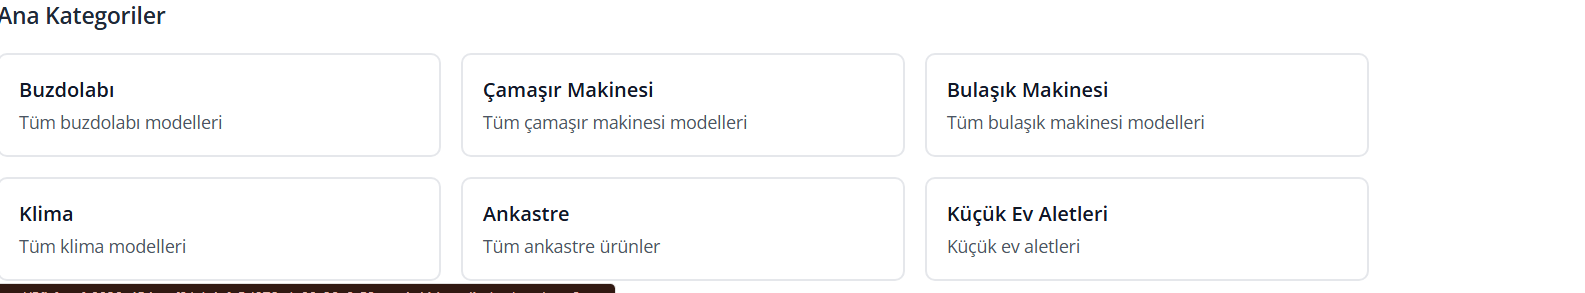 Ana Kategoriler
Buzdolabı
Tüm buzdolabı modelleri
Çamaşır Makinesi
Tüm çamaşır makinesi modelleri
Bulaşık Makinesi
Tüm bulaşık makinesi modelleri
Klima
Tüm klima modelleri
Ankastre
Tüm ankastre ürünler
Küçük Ev Aletleri
Küçük ev aletleri